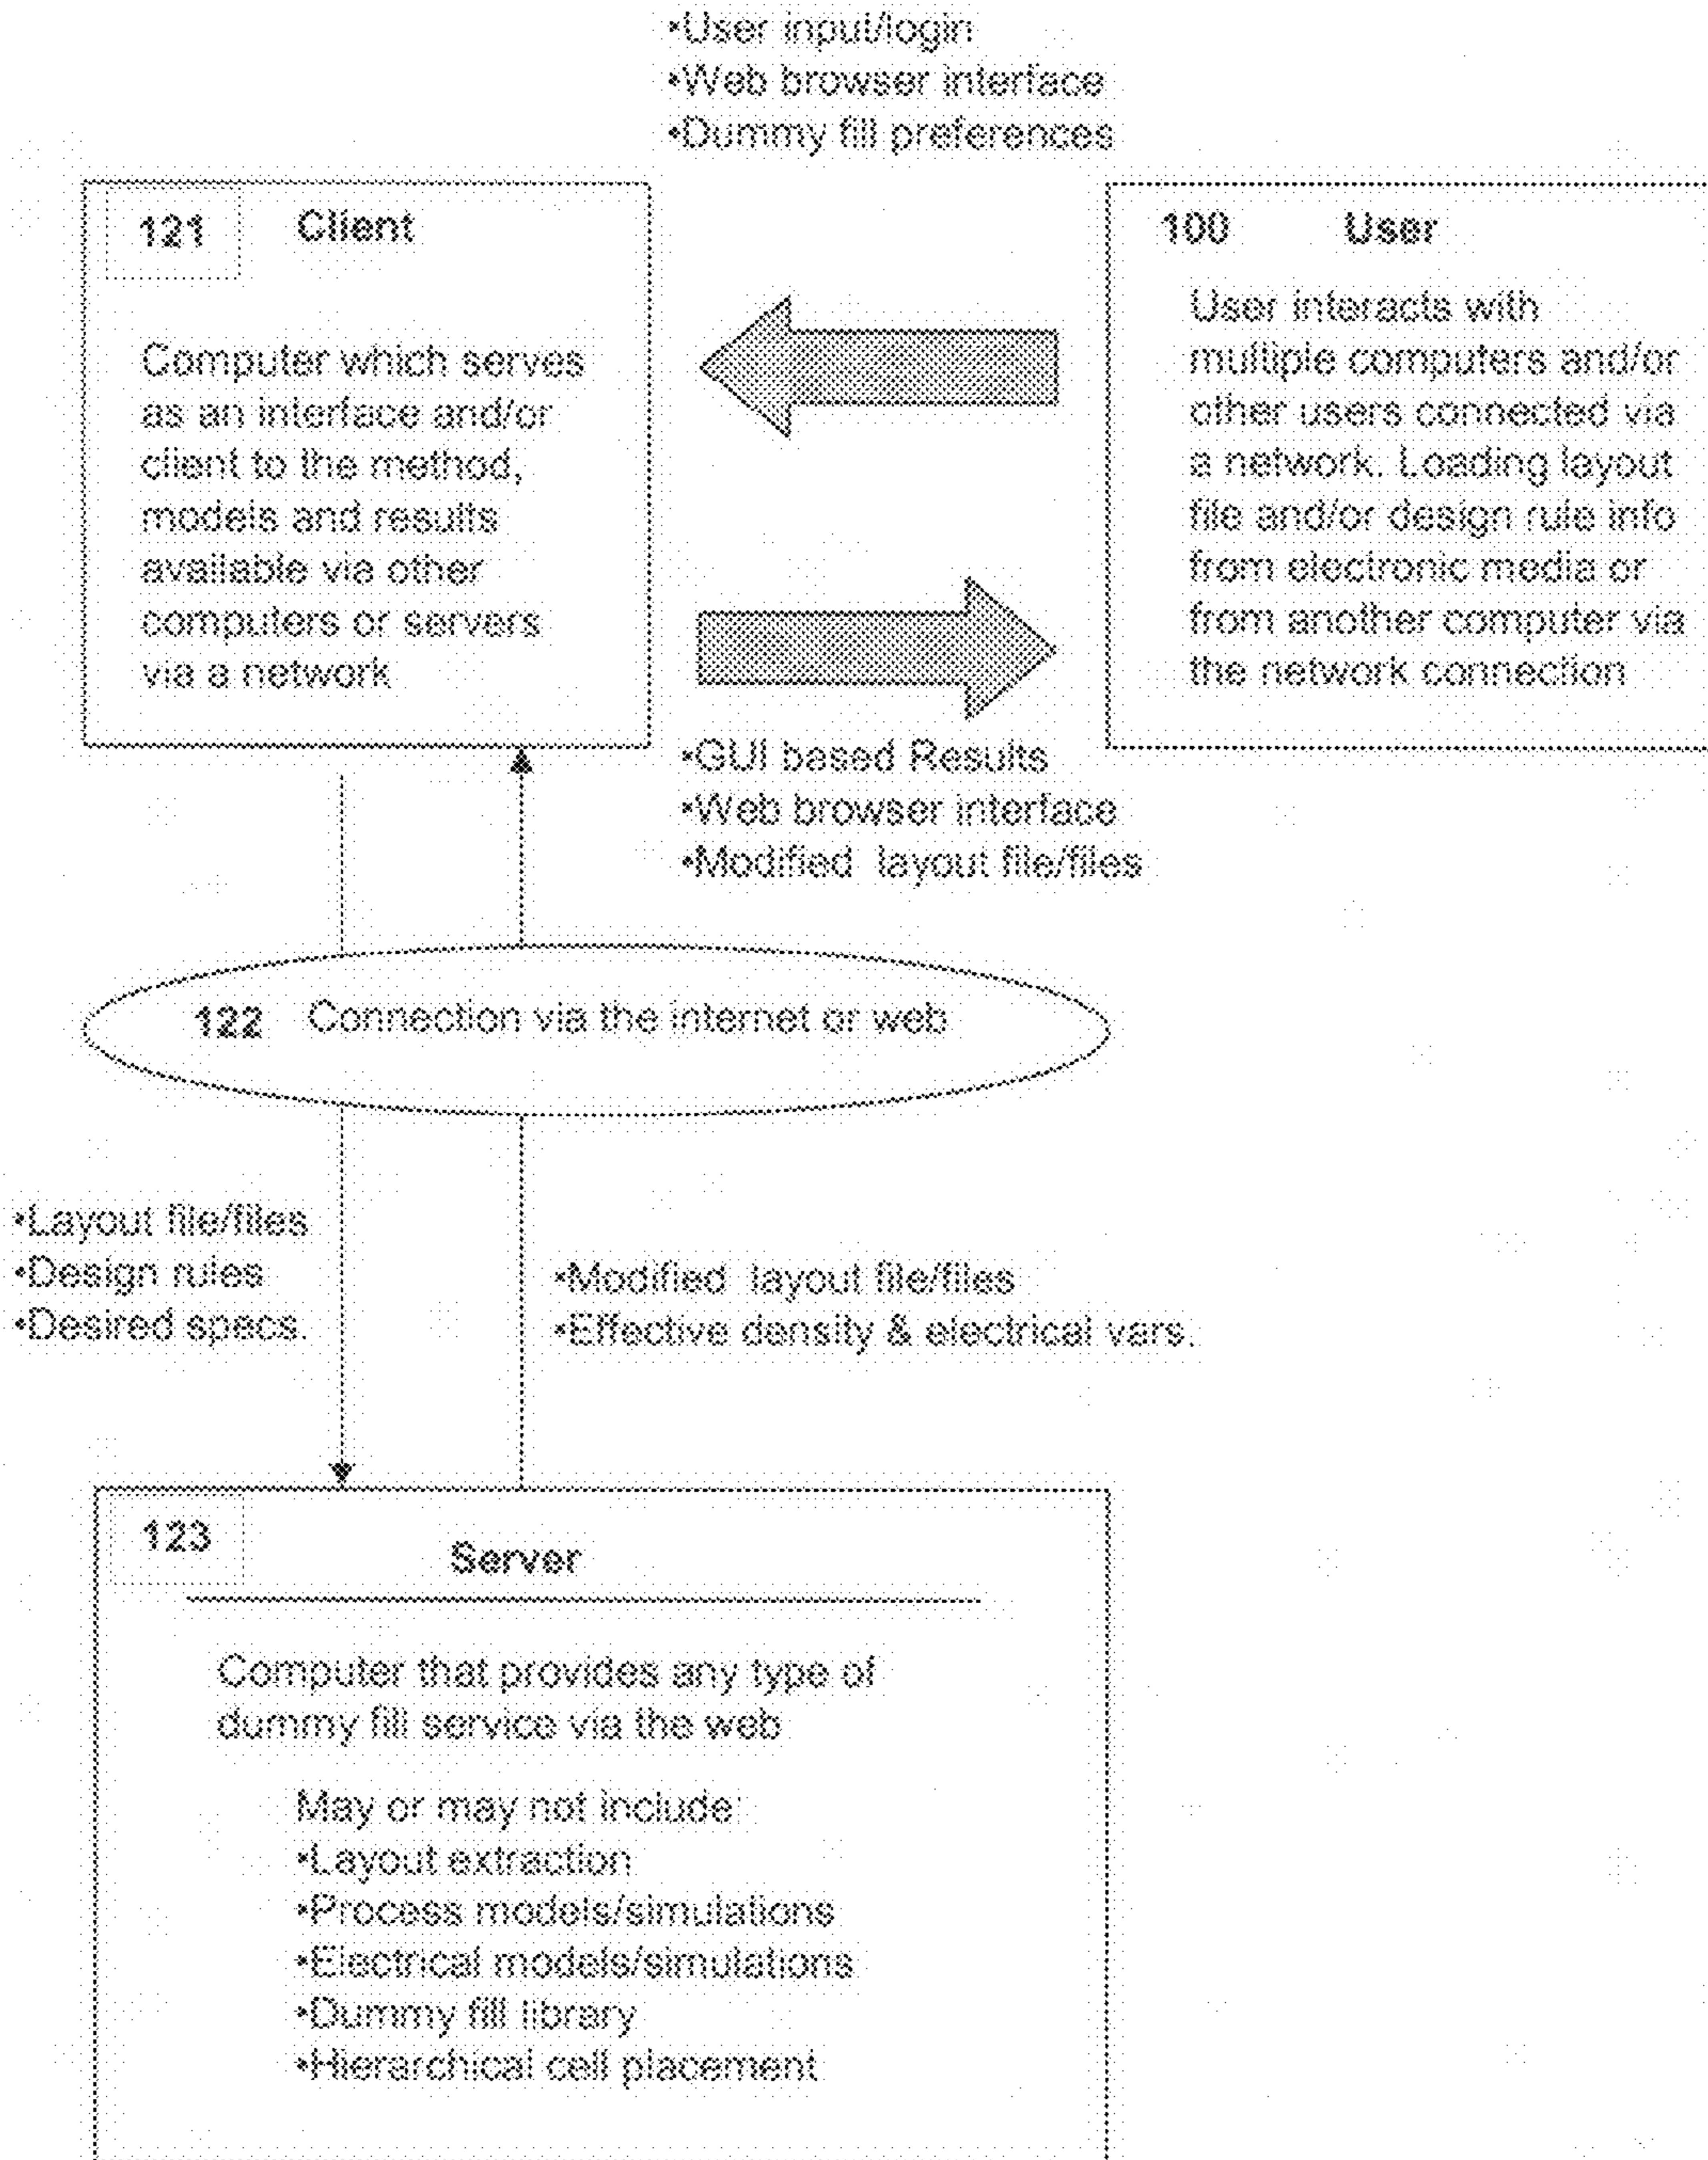 •User input/login
•Web browser interface
•Dummy fill preferences
121 Client
Computer which serves
as an interface and/or
client to the method,
models and results
available via other
computers or servers
via a network
100 User
User interacts with
multiple computers and/or
other users connected via
a network. Loading layout
file and/or design rule info
from electronic media or
from another computer via
the network connection
•GUI based Results
•Web browser interface
•Modified layout file/files
122 Connection via the internet or web
•Layout file/files
•Design rules
•Desired specs.
•Modified layout file/files
•Effective density & electrical vars.
123
Server
Computer that provides any type of
dummy fill service via the web
May or may not include:
•Layout extraction
•Process models/simulations
•Electrical models/simulations
•Dummy fill library
•Hierarchical cell placement